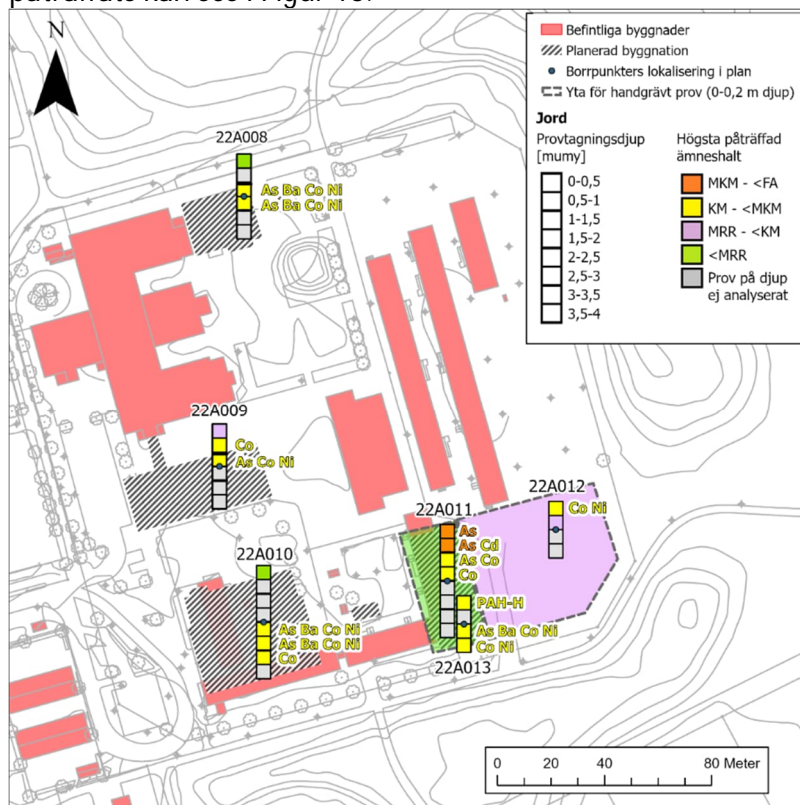 N
Befintliga byggnader
Planerad byggnation
Borrpunkters lokalisering i plan
Yta för handgrävt prov (0-0,2 m djup)
Jord
Provtagningsdjup
[mumy]
0-0,5
0,5-1
1-1,5
1,5-2
2-2,5
2,5-3
3-3,5
3,5-4
Högsta påträffad
ämneshalt
MKM - <FA
KM - <MKM
MRR - <KM
<MRR
Prov på djup
ej analyserat
22A008
As Ba Co Ni
As Ba Co Ni
22A009
Co
As Co Ni
22A012
Co Ni
22A011
As
As Cd
As Co
Co
22A010
As Ba Co Ni
As Ba Co Ni
Co
PAH-H
As Ba Co Ni
Co Ni
22A013
0 20 40 80 Meter